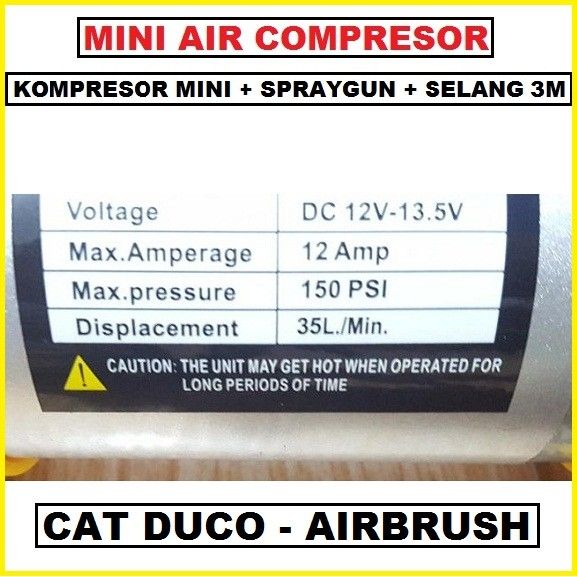 MINI AIR COMPRESOR
KOMPRESOR MINI + SPRAYGUN + SELANG 3M
Voltage DC 12V-13.5V
Max.Amperage 12 Amp
Max.pressure 150 PSI
Displacement 35L./Min.
CAUTION: THE UNIT MAY GET HOT WHEN OPERATED FOR
LONG PERIODS OF TIME
CAT DUCO - AIRBRUSH